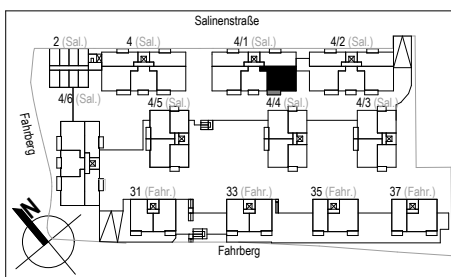 Salinenstraße
2 (Sal.) 4 (Sal.) 4/1 (Sal.) 4/2 (Sal.)
4/6 (Sal.) 4/5 (Sal.) 4/4 (Sal.) 4/3 (Sal.)
Fahrberg
31 (Fahr.) 33 (Fahr.) 35 (Fahr.) 37 (Fahr.)
N
Fahrberg